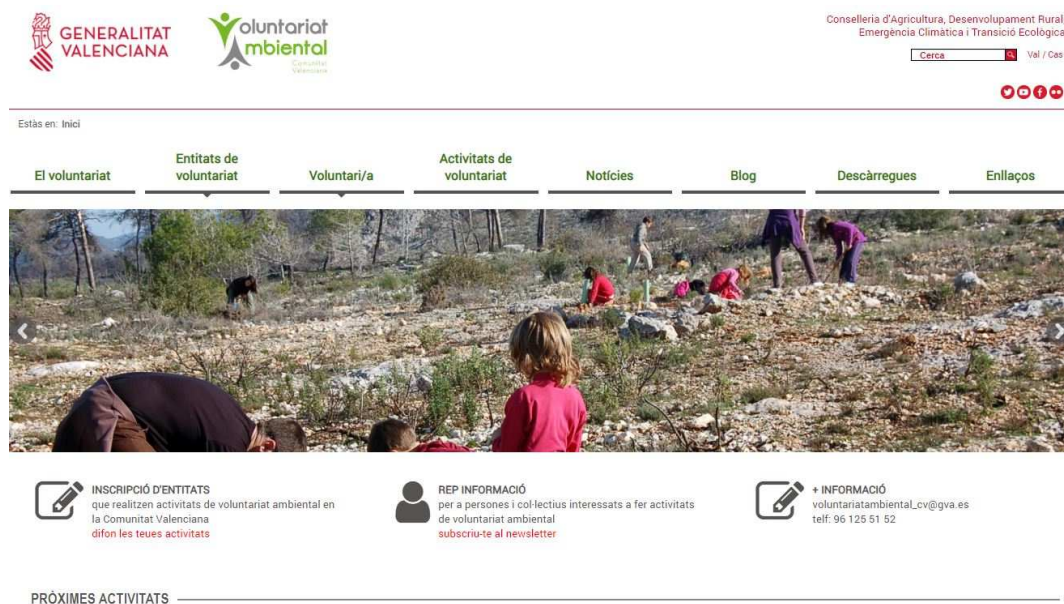 GENERALITAT
VALENCIANA
Voluntariat
Ambiental
Comunitat
Valenciana
Conselleria d'Agricultura, Desenvolupament Rural,
Emergència Climàtica i Transició Ecològica
Cerca
Val / Cas
Estàs en: Inici
El voluntariat
Entitats de
voluntariat
Voluntari/a
Activitats de
voluntariat
Notícies
Blog
Descàrregues
Enllaços
INSCRIPCIÓ D'ENTITATS
que realitzen activitats de voluntariat ambiental en
la Comunitat Valenciana
difon les teues activitats
REP INFORMACIÓ
per a persones i col·lectius interessats a fer activitats
de voluntariat ambiental
subscriu-te al newsletter
+ INFORMACIÓ
voluntariatambiental_cv@gva.es
telf: 96 125 51 52
PRÒXIMES ACTIVITATS